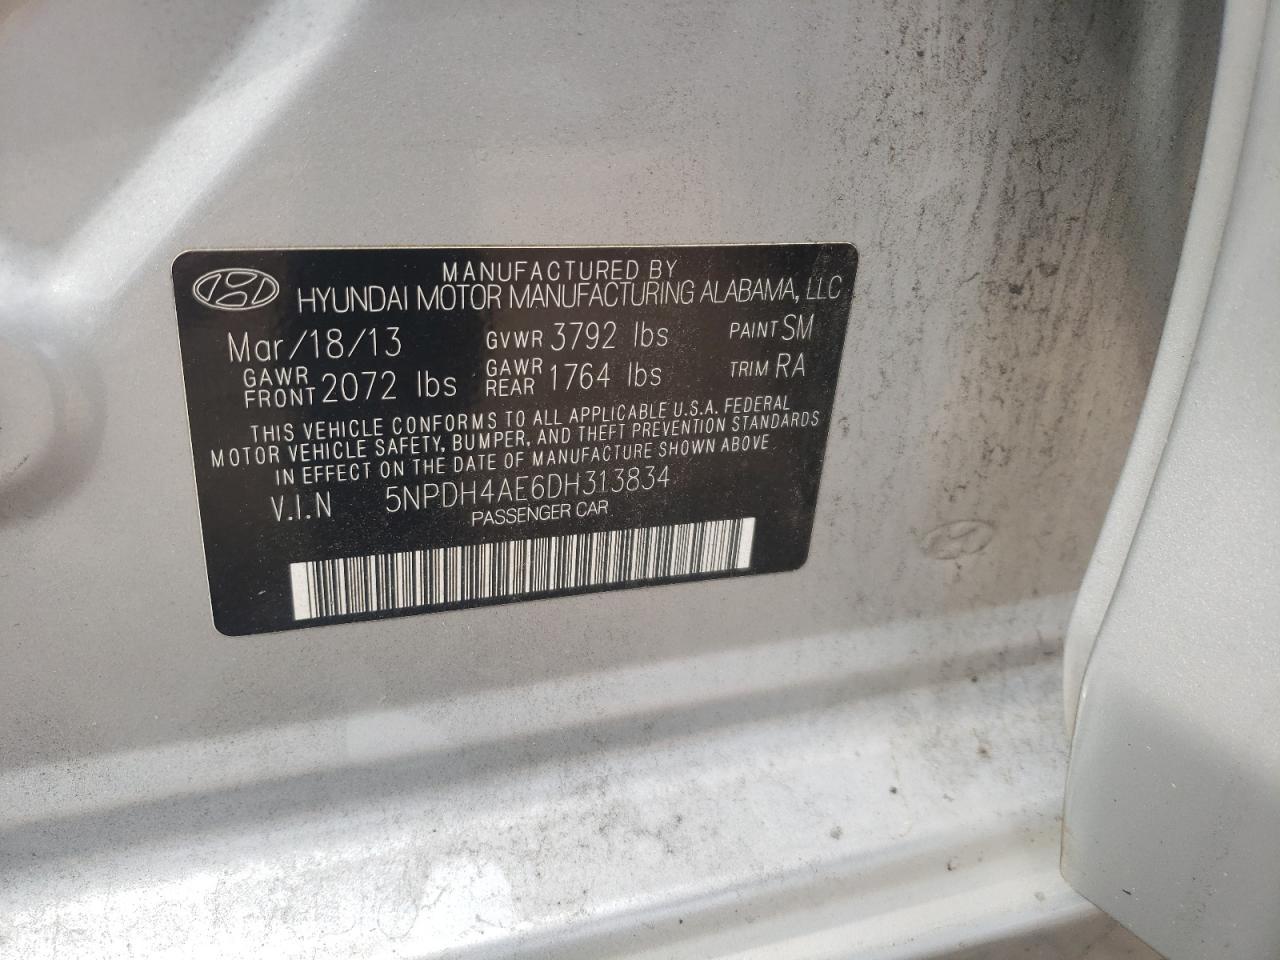 MANUFACTURED BY
HYUNDAI MOTOR MANUFACTURING ALABAMA, LLC
Mar/18/13 GVWR 3792 lbs PAINT SM
GAWR FRONT 2072 lbs GAWR REAR 1764 lbs TRIM RA
THIS VEHICLE CONFORMS TO ALL APPLICABLE U.S.A. FEDERAL
MOTOR VEHICLE SAFETY, BUMPER, AND THEFT PREVENTION STANDARDS
IN EFFECT ON THE DATE OF MANUFACTURE SHOWN ABOVE
V.I.N 5NPDH4AE6DH313834
PASSENGER CAR